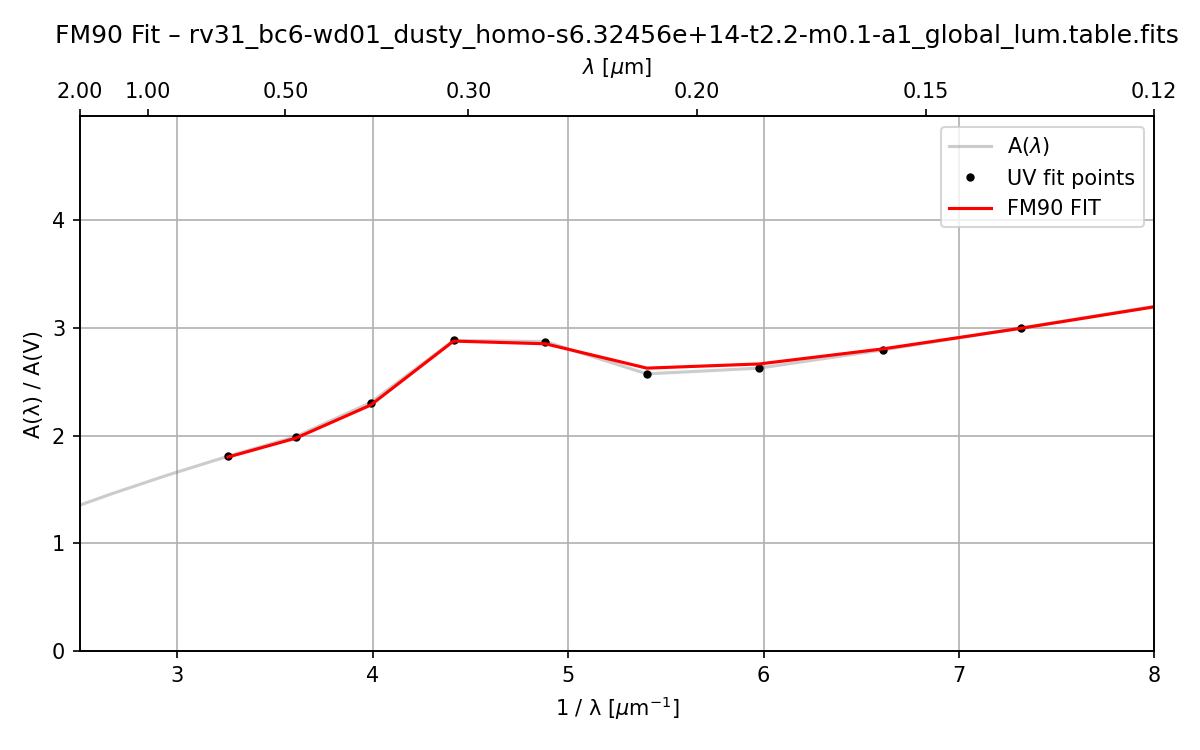 FM90 Fit – rv31_bc6-wd01_dusty_homo-s6.32456e+14-t2.2-m0.1-a1_global_lum.table.fits
λ [μm]
2.00 1.00 0.50 0.30 0.20 0.15 0.12
A(λ)
UV fit points
FM90 FIT
A(λ) / A(V)
4
3
2
1
0
3 4 5 6 7 8
1 / λ [μm⁻¹]